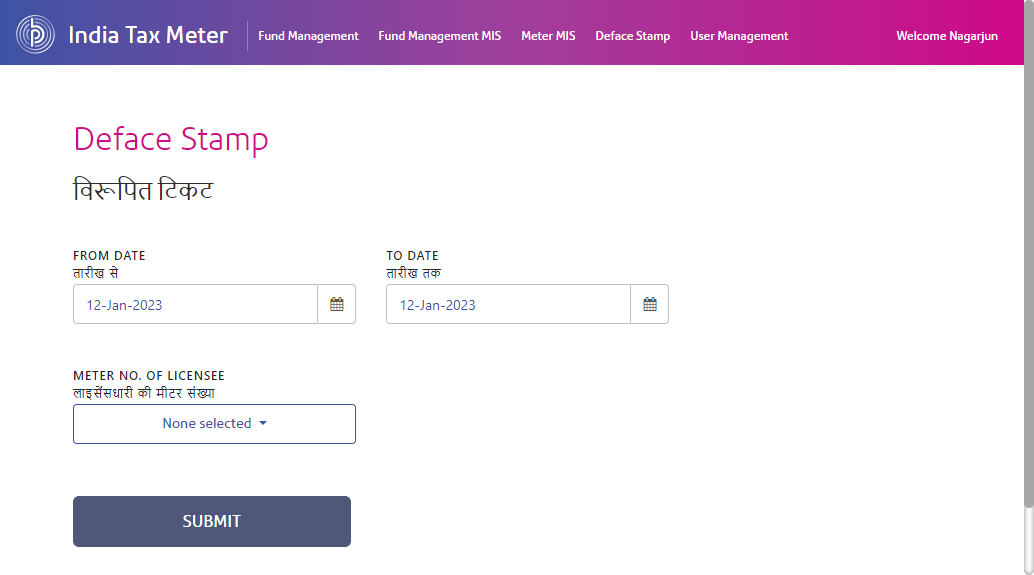 India Tax Meter
Fund Management
Fund Management MIS
Meter MIS
Deface Stamp
User Management
Welcome Nagarjun
Deface Stamp
विरूपित टिकट
FROM DATE
तारीख से
12-Jan-2023
TO DATE
तारीख तक
12-Jan-2023
METER NO. OF LICENSEE
लाइसेंसधारी की मीटर संख्या
None selected
SUBMIT